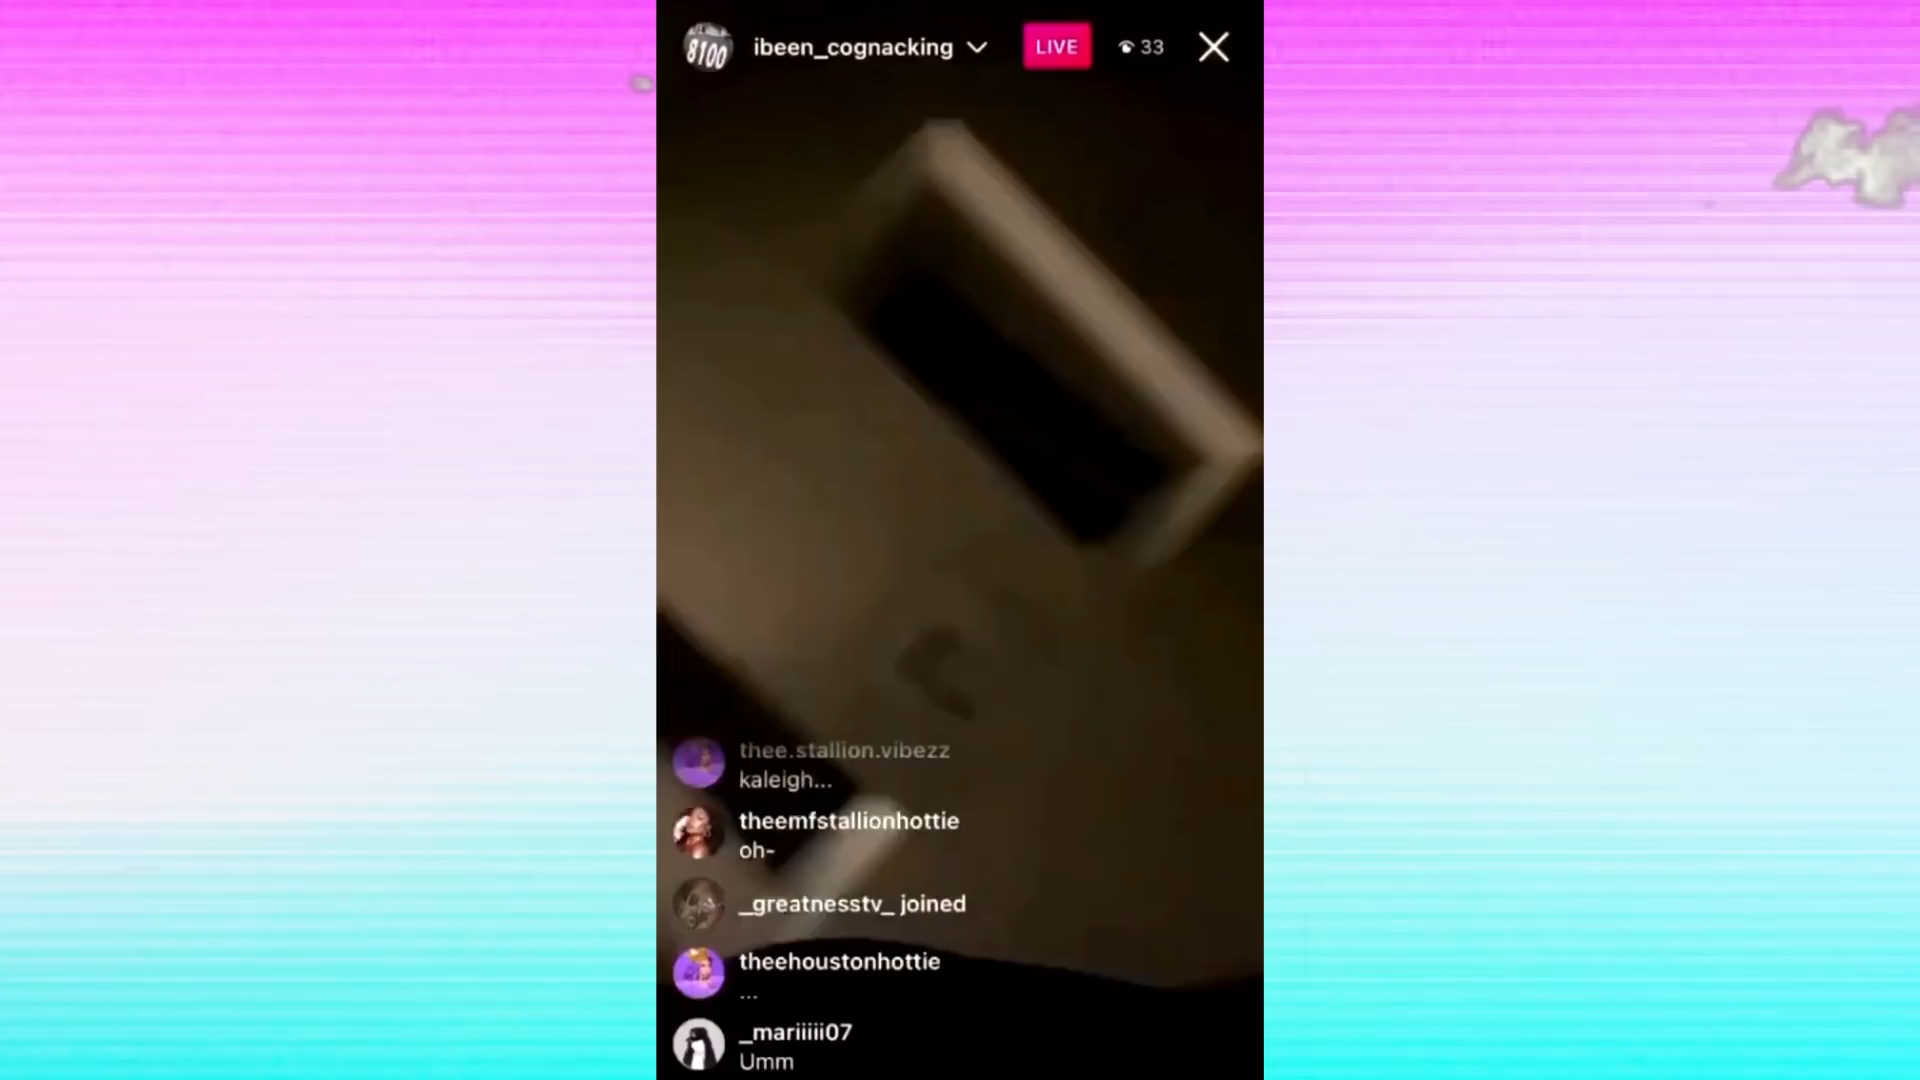 8100
ibeen_cognacking
LIVE
33
thee.stallion.vibezz
kaleigh...
theemfstallionhottie
oh-
_greatnesstv_ joined
theehoustonhottie
...
_mariiiii07
Umm